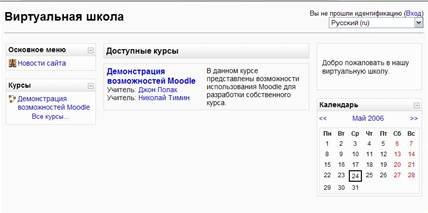 Виртуальная школа
Вы не прошли идентификацию (Вход)
Русский (ru)
Основное меню
Новости сайта
Курсы
Демонстрация
возможностей Moodle
Все курсы...
Доступные курсы
Демонстрация
возможностей Moodle
Учитель: Джон Полак
Учитель: Николай Тимин
В данном курсе
представлены возможности
использования Moodle для
разработки собственного
курса.
Добро пожаловать в нашу
виртуальную школу.
Календарь
<< Май 2006 >>
Пн Вт Ср Чт Пт Сб Вс
1 2 3 4 5 6 7
8 9 10 11 12 13 14
15 16 17 18 19 20 21
22 23 24 25 26 27 28
29 30 31